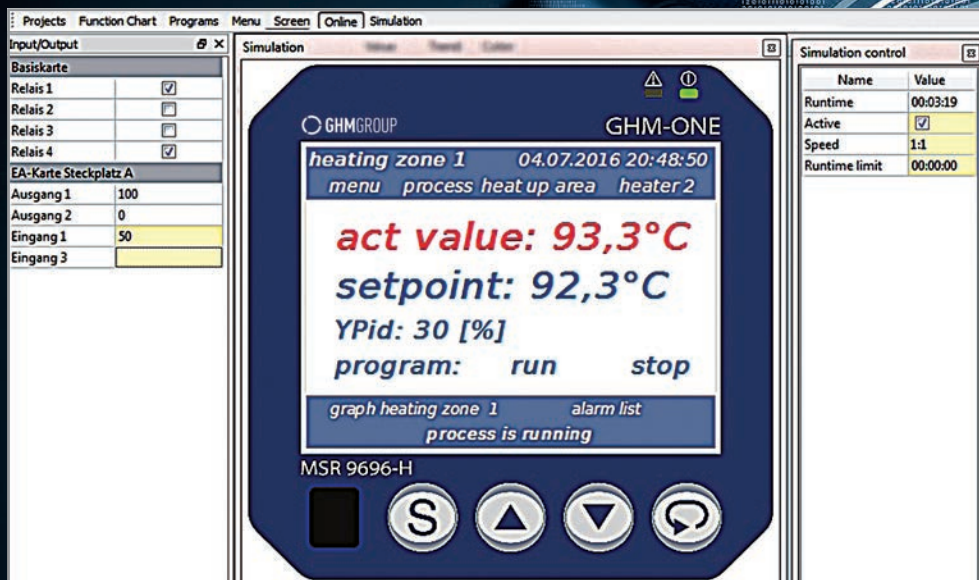 Projects Function Chart Programs Menu Screen Online Simulation
Input/Output
Basiskarte
Relais 1
Relais 2
Relais 3
Relais 4
EA-Karte Steckplatz A
Ausgang 1 100
Ausgang 2 0
Eingang 1 50
Eingang 3
Simulation
GHMGROUP GHM-ONE
heating zone 1 04.07.2016 20:48:50
menu process heat up area heater 2
act value: 93,3°C
setpoint: 92,3°C
YPid: 30 [%]
program: run stop
graph heating zone 1 alarm list
process is running
MSR 9696-H
S
Simulation control
Name Value
Runtime 00:03:19
Active
Speed 1:1
Runtime limit 00:00:00